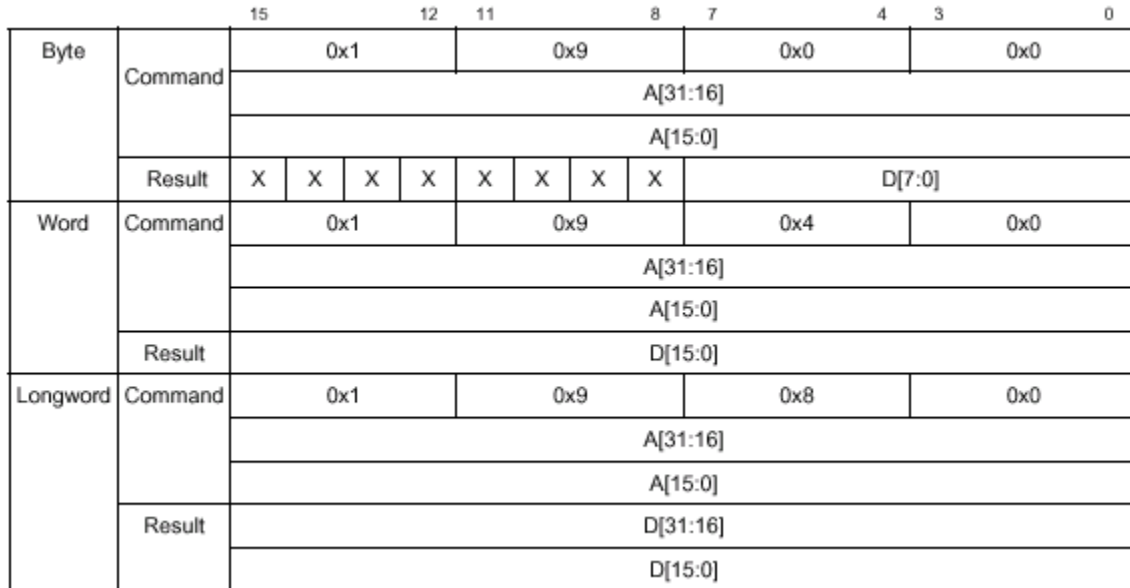 15 12 11 8 7 4 3 0
Byte Command 0x1 0x9 0x0 0x0
A[31:16]
A[15:0]
Result X X X X X X X X D[7:0]
Word Command 0x1 0x9 0x4 0x0
A[31:16]
A[15:0]
Result D[15:0]
Longword Command 0x1 0x9 0x8 0x0
A[31:16]
A[15:0]
Result D[31:16]
D[15:0]